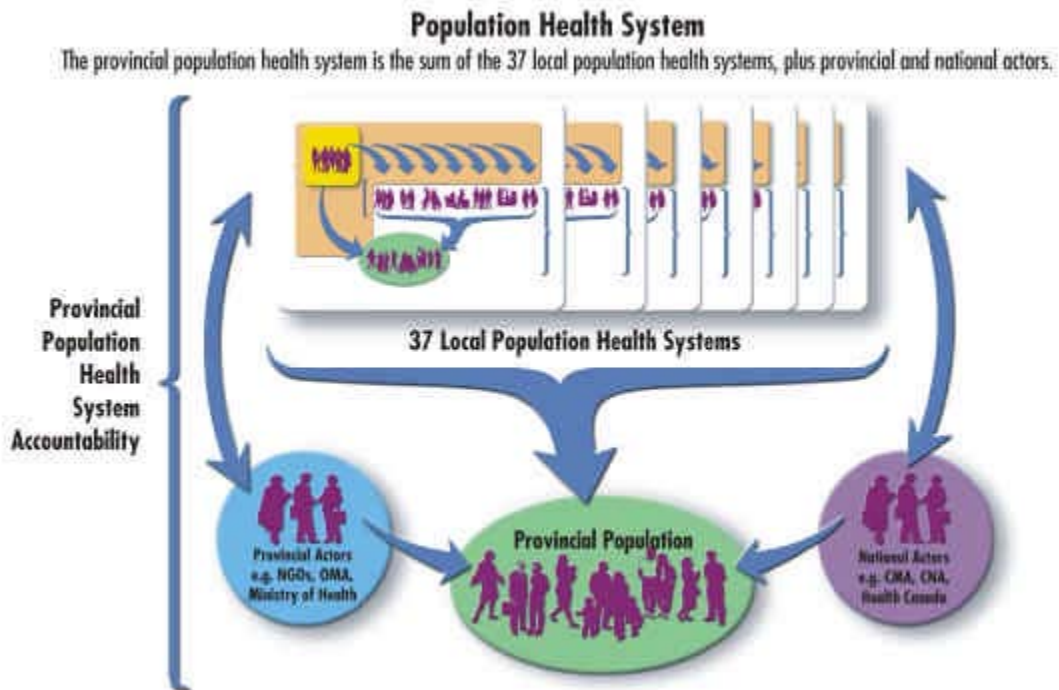 Population Health System
The provincial population health system is the sum of the 37 local population health systems, plus provincial and national actors.
37 Local Population Health Systems
Provincial
Population
Health
System
Accountability
Provincial Actors
e.g. NGOs, OMA,
Ministry of Health
Provincial Population
National Actors
e.g. CMA, CNA,
Health Canada